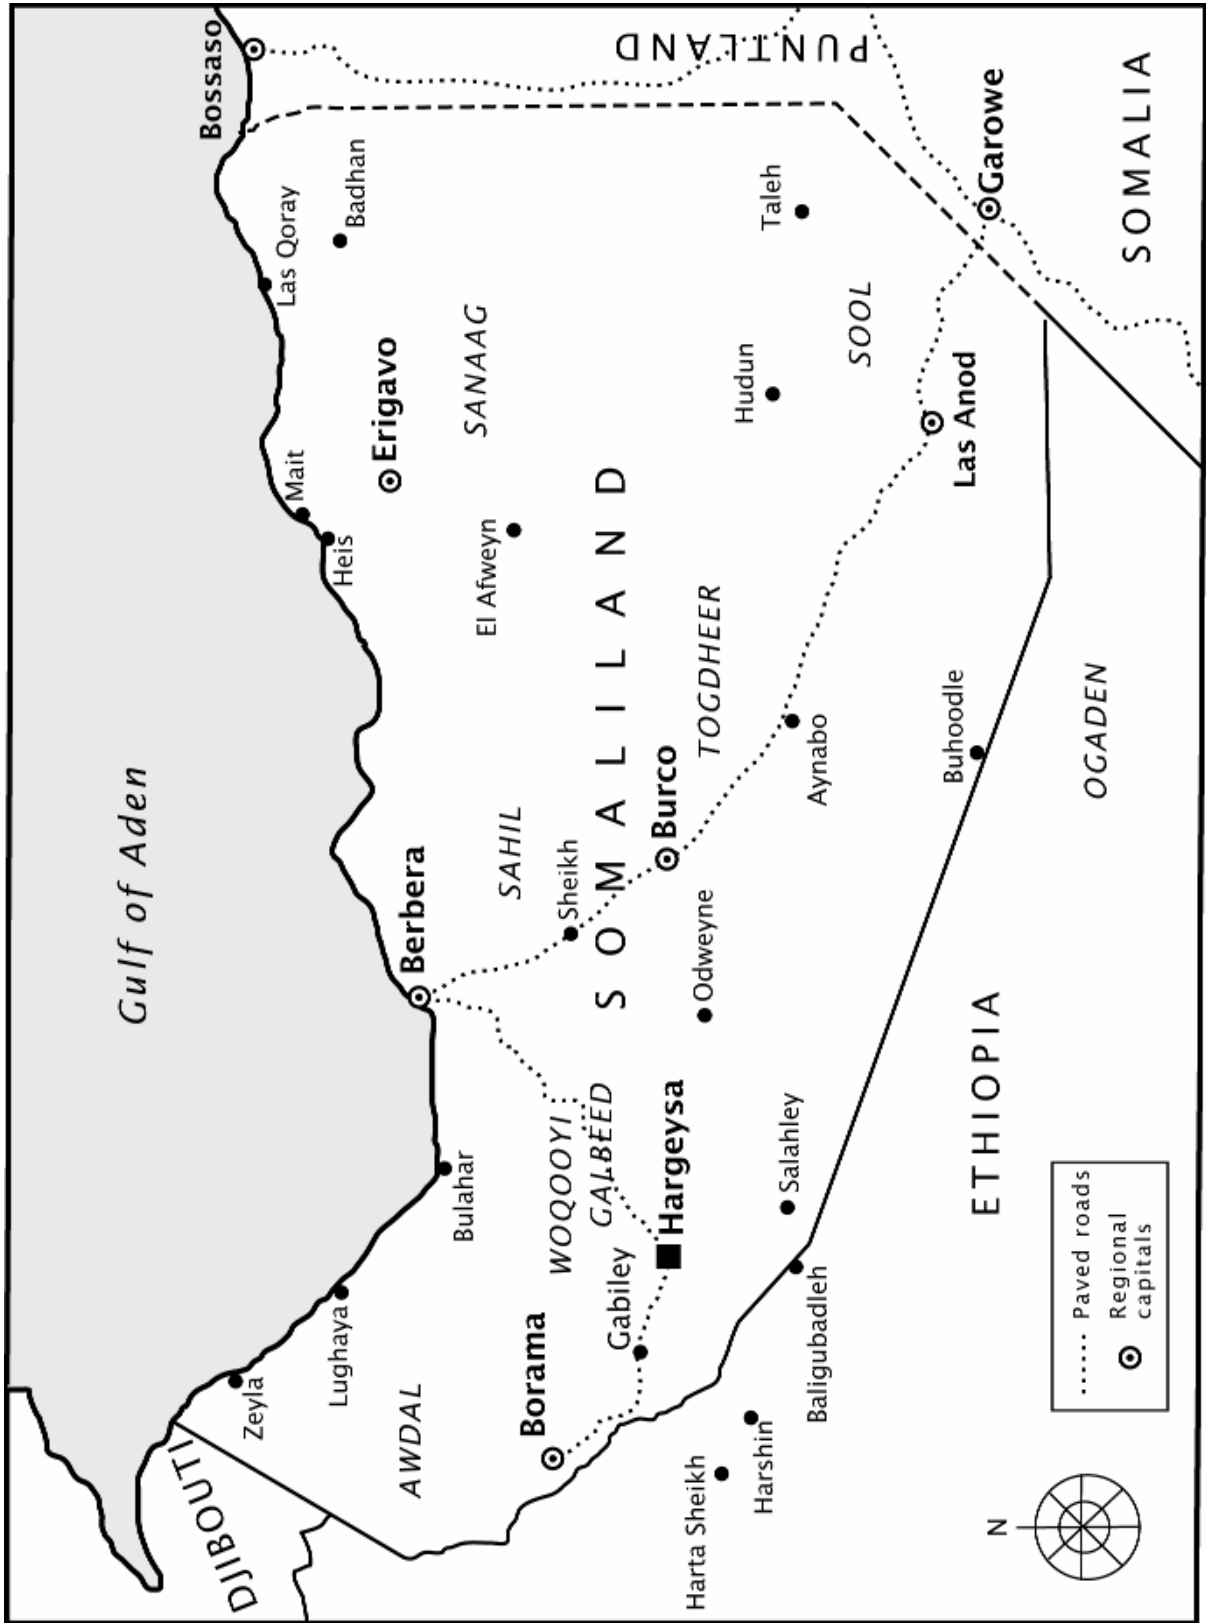 Gulf of Aden
DJIBOUTI
Zeyla
Lughaya
Bulahar
Berbera
Heis
Mait
Las Qoray
Bossaso
Badhan
Erigavo
SANAAG
El Afweyn
SAHIL
Sheikh
AWDAL
Borama
WOQOOYI
GALBEED
Gabiley
Hargeysa
SOMALILAND
Burco
Odweyne
TOGDHEER
Aynabo
Hudun
Taleh
SOOL
PUNTLAND
Harta Sheikh
Harshin
Baligubadleh
Salahley
Buhoodle
Las Anod
Garowe
ETHIOPIA
OGADEN
SOMALIA
N
Paved roads
Regional
capitals